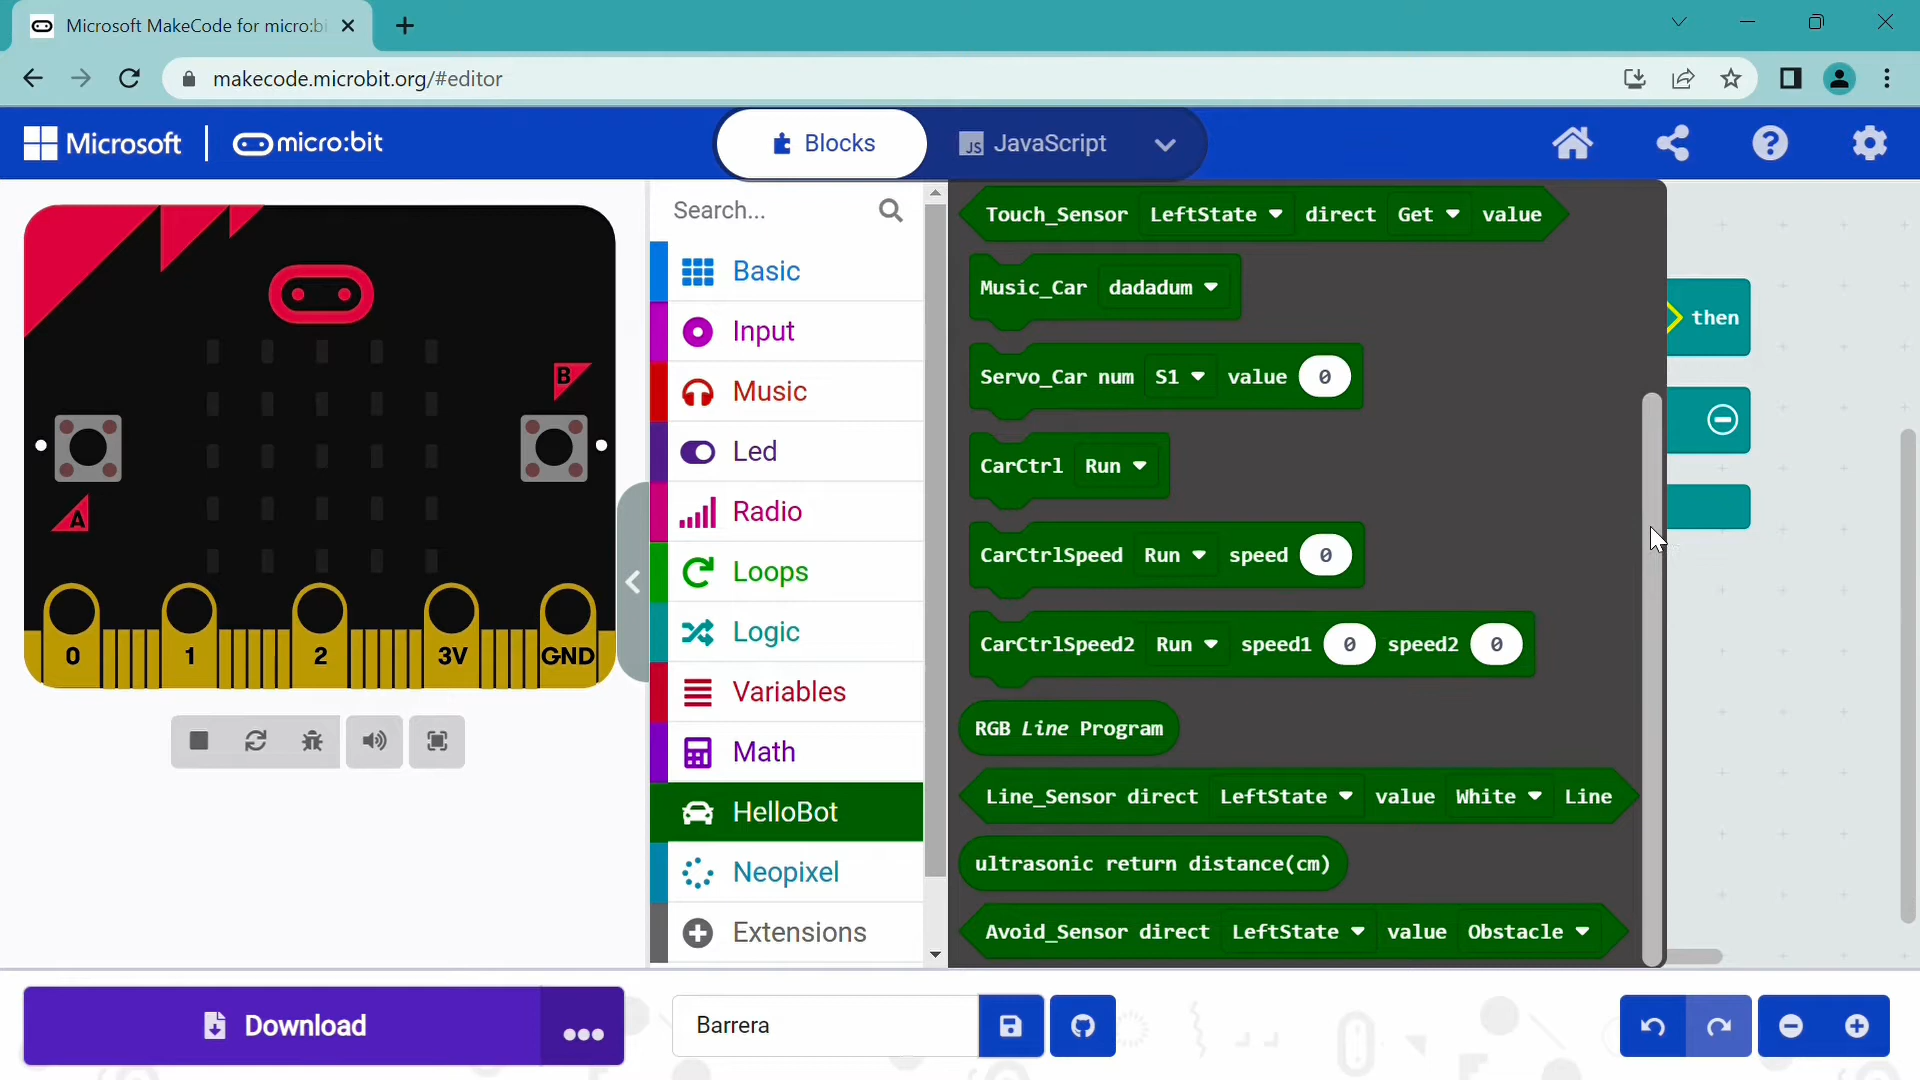 Microsoft MakeCode for micro:bi
makecode.microbit.org/#editor
Microsoft
micro:bit
Blocks
JS JavaScript
Search...
Basic
Input
Music
Led
Radio
Loops
Logic
Variables
Math
HelloBot
Neopixel
Extensions
Touch_Sensor LeftState direct Get value
Music_Car dadadum
Servo_Car num S1 value 0
CarCtrl Run
CarCtrlSpeed Run speed 0
CarCtrlSpeed2 Run speed1 0 speed2 0
RGB Line Program
Line_Sensor direct LeftState value White Line
ultrasonic return distance(cm)
Avoid_Sensor direct LeftState value Obstacle
then
B
A
0 1 2 3V GND
Download
Barrera